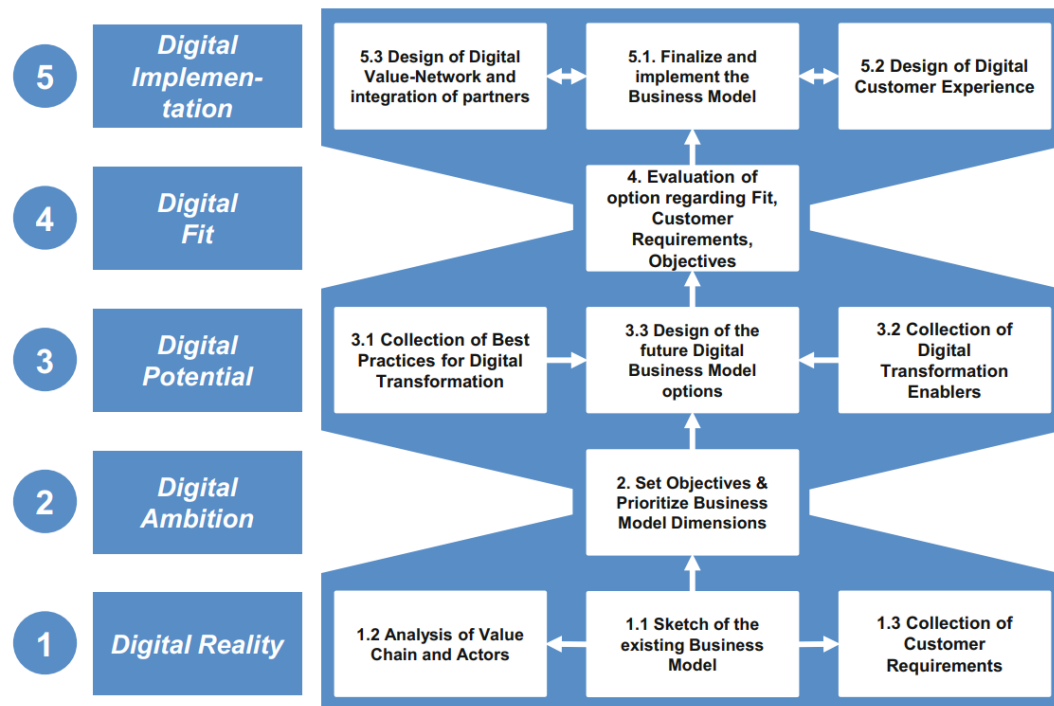 5
Digital
Implemen-
tation
5.3 Design of Digital
Value-Network and
integration of partners
5.1. Finalize and
implement the
Business Model
5.2 Design of Digital
Customer Experience
4
Digital
Fit
4. Evaluation of
option regarding Fit,
Customer
Requirements,
Objectives
3
Digital
Potential
3.1 Collection of Best
Practices for Digital
Transformation
3.3 Design of the
future Digital
Business Model
options
3.2 Collection of
Digital
Transformation
Enablers
2
Digital
Ambition
2. Set Objectives &
Prioritize Business
Model Dimensions
1
Digital Reality
1.2 Analysis of Value
Chain and Actors
1.1 Sketch of the
existing Business
Model
1.3 Collection of
Customer
Requirements